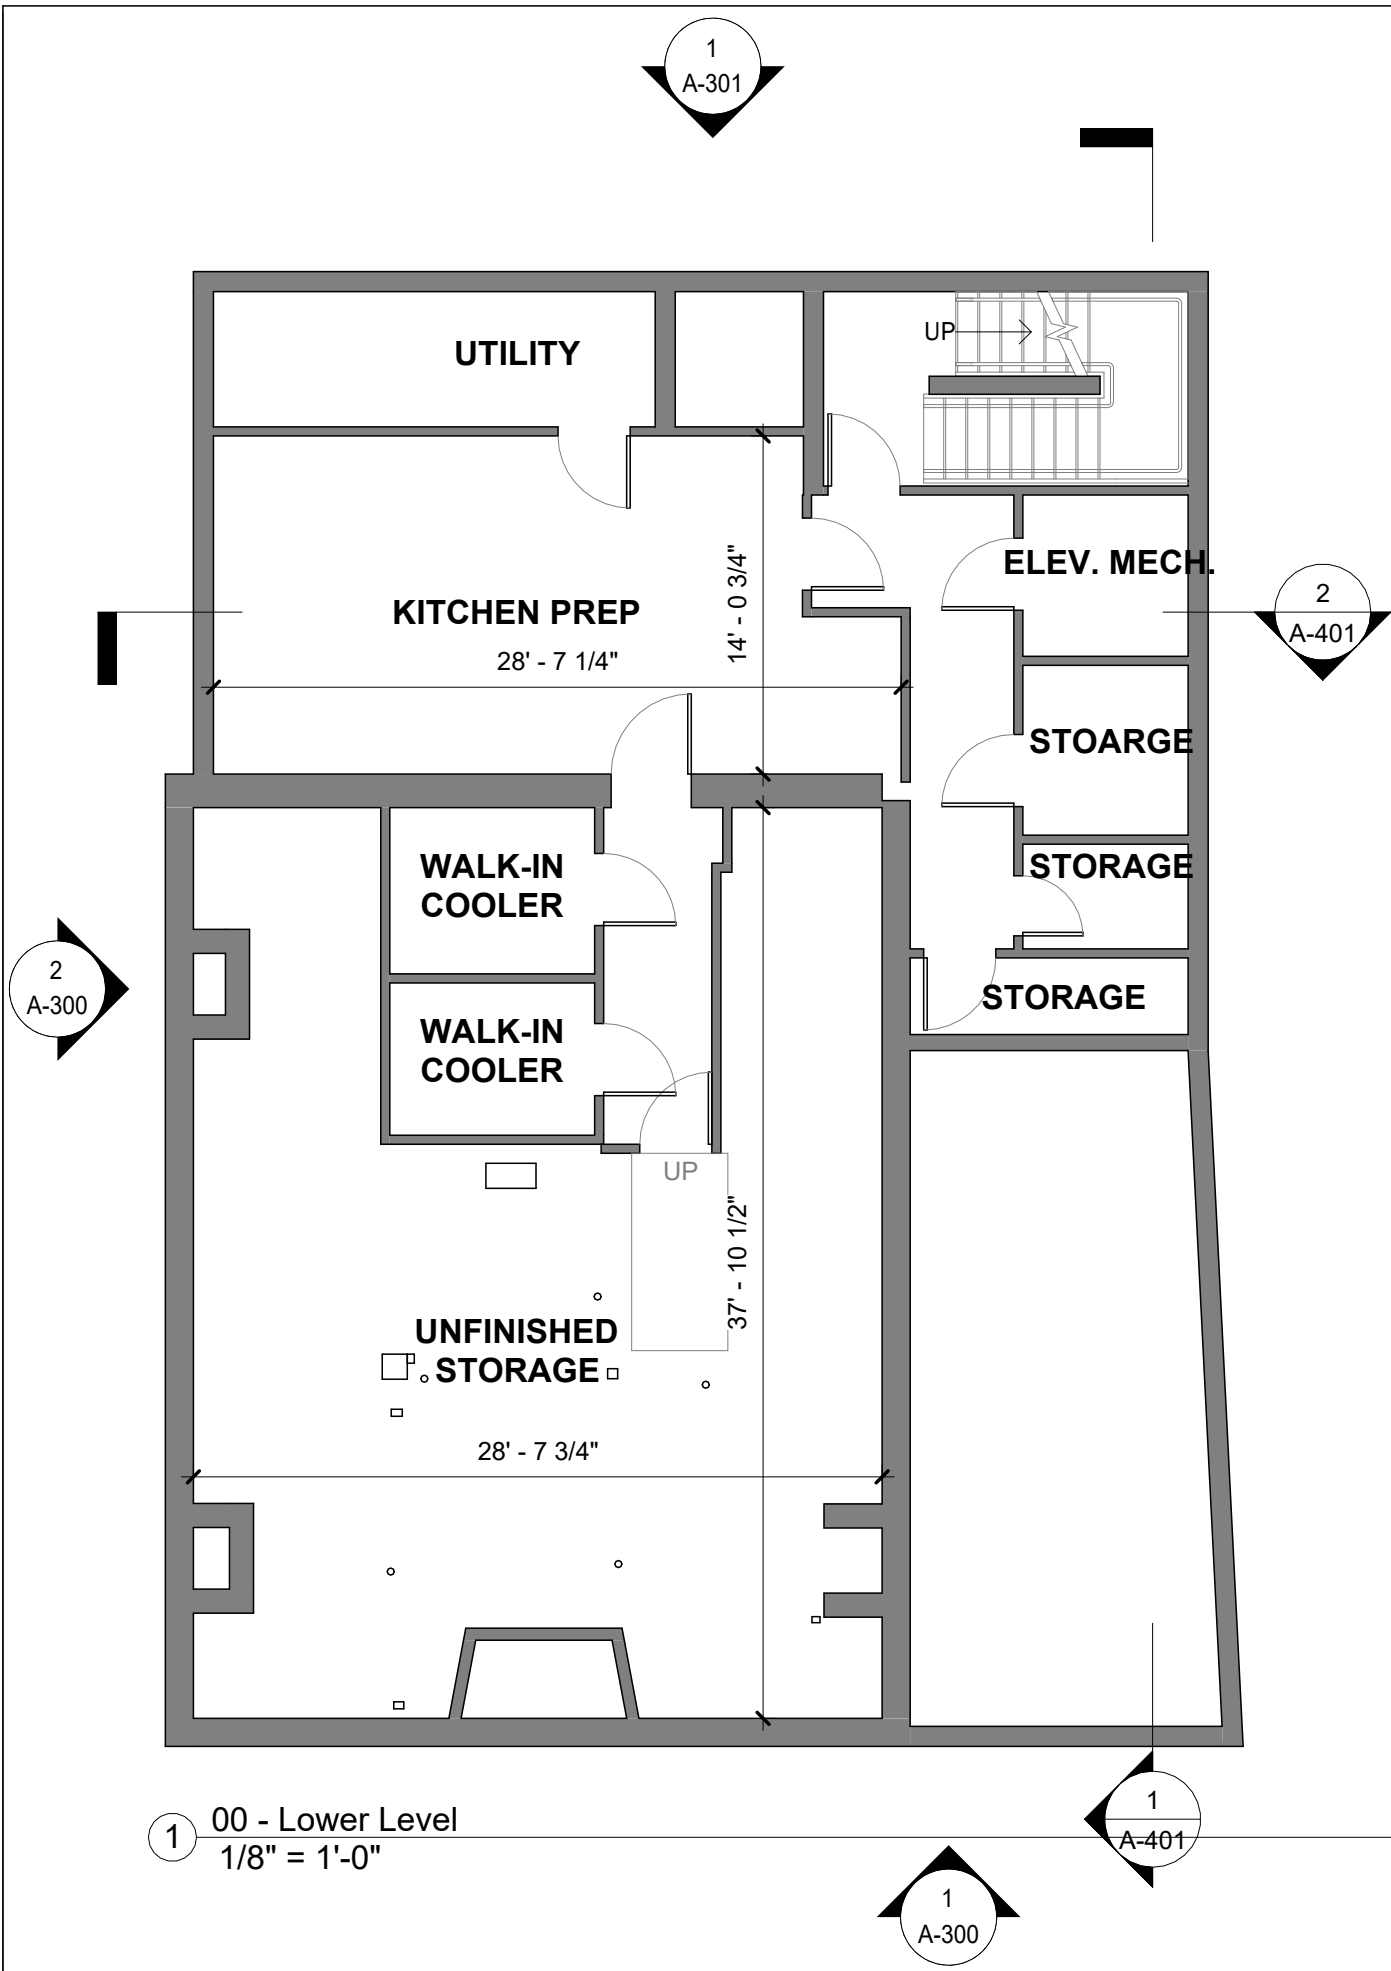 1
A-301
UTILITY
UP
ELEV. MECH.
KITCHEN PREP
14' - 0 3/4"
28' - 7 1/4"
2
A-401
STOARGE
WALK-IN
COOLER
STORAGE
2
A-300
STORAGE
WALK-IN
COOLER
UP
37' - 10 1/2"
UNFINISHED
STORAGE
28' - 7 3/4"
1
00 - Lower Level
1/8" = 1'-0"
1
A-401
1
A-300